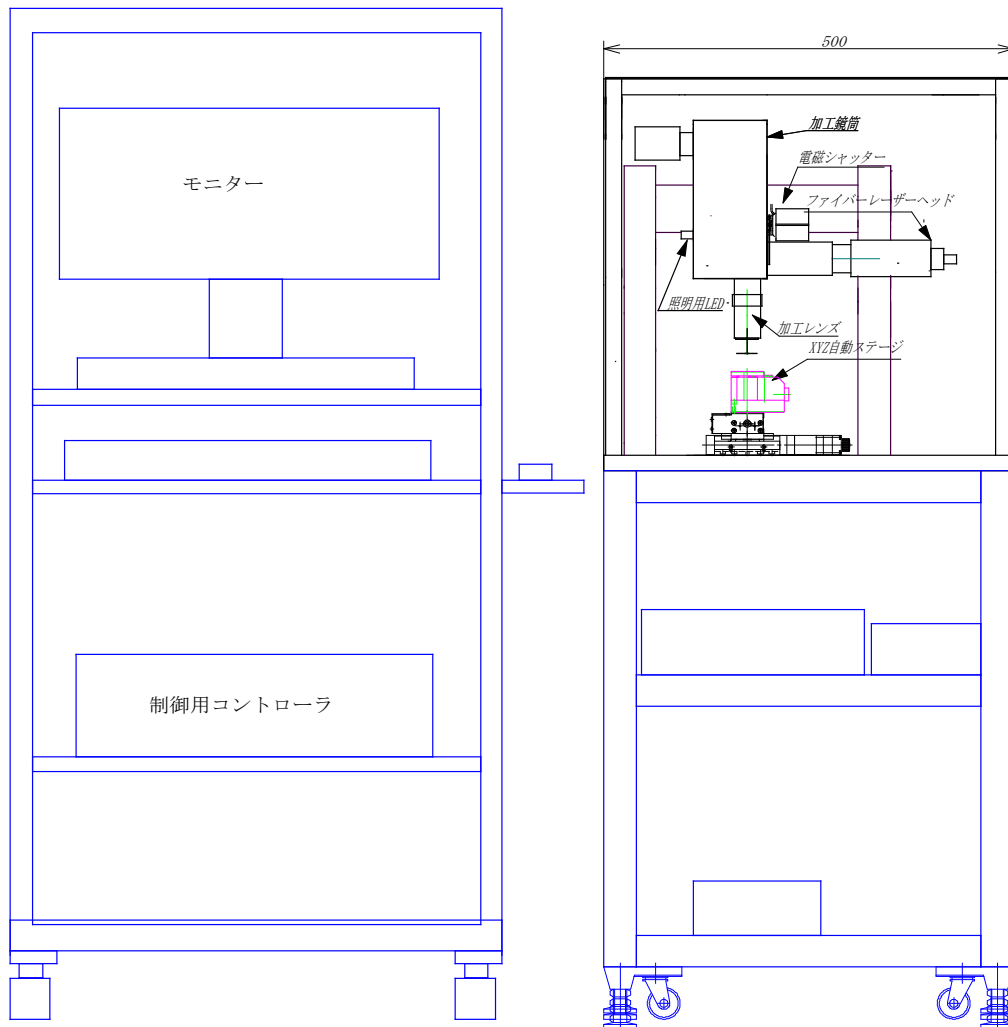 500
加工鏡筒
電磁シャッター
モニター
ファイバーレーザーヘッド
照明用LED
加工レンズ
XYZ自動ステージ
制御用コントローラ